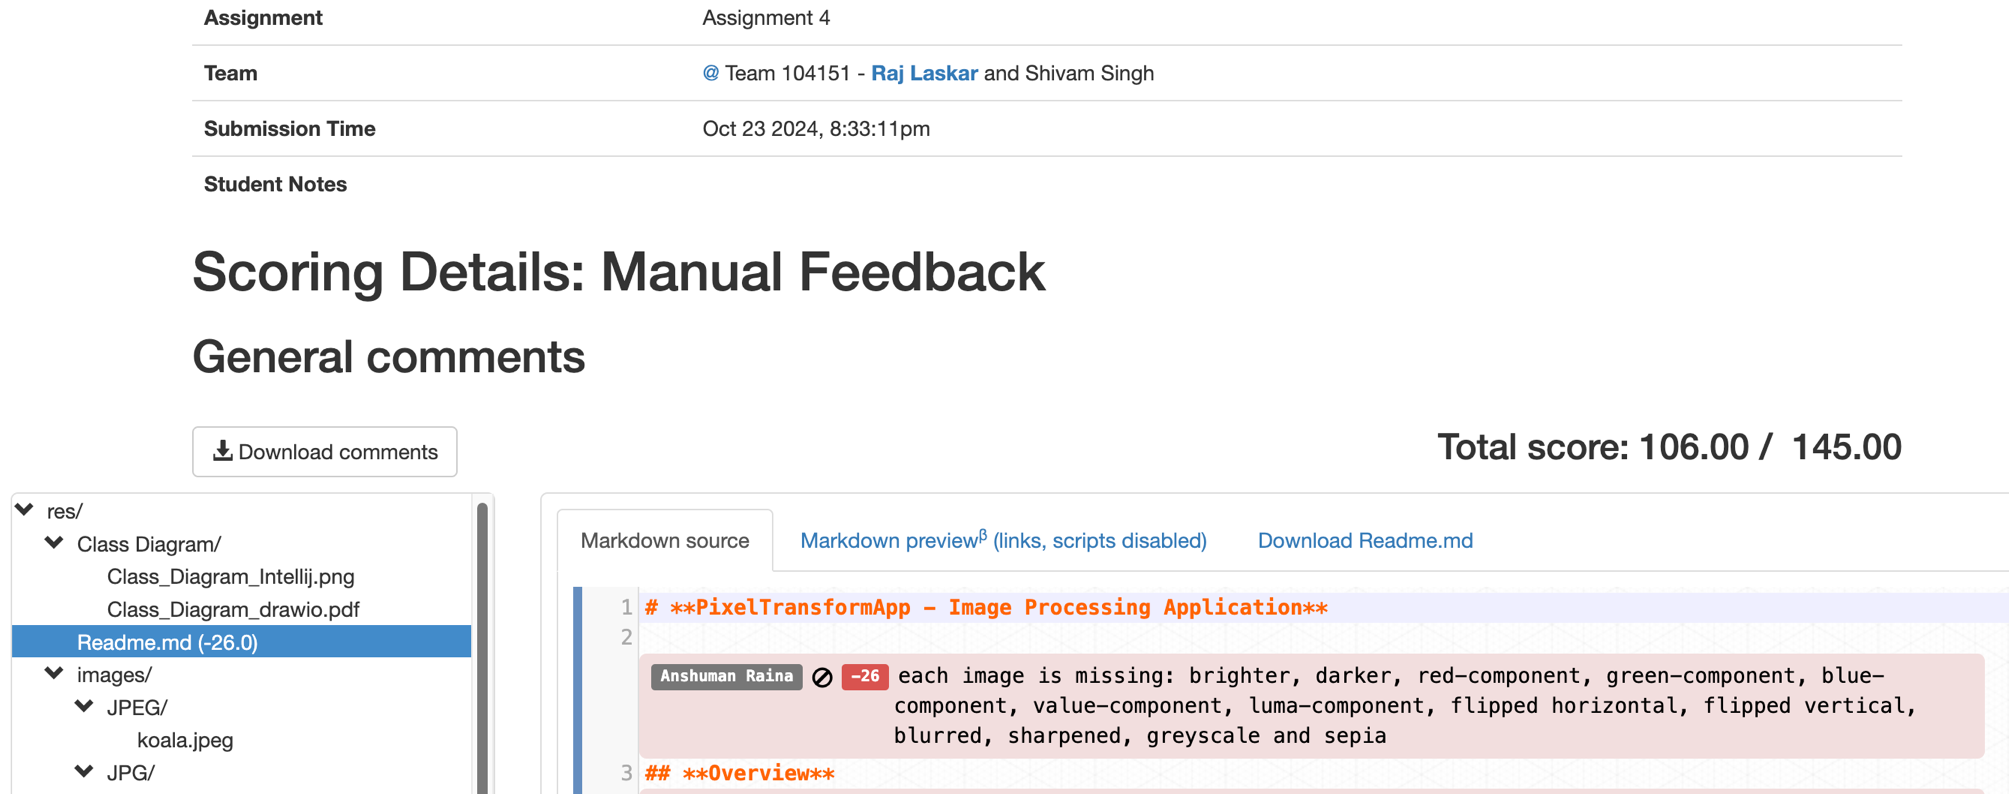 Assignment Assignment 4
Team @ Team 104151 - Raj Laskar and Shivam Singh
Submission Time Oct 23 2024, 8:33:11pm
Student Notes
Scoring Details: Manual Feedback
General comments
Download comments
Total score: 106.00 / 145.00
res/
Class Diagram/
Class_Diagram_Intellij.png
Class_Diagram_drawio.pdf
Readme.md (-26.0)
images/
JPEG/
koala.jpeg
JPG/
Markdown source Markdown previewᵝ (links, scripts disabled) Download Readme.md
1 # **PixelTransformApp - Image Processing Application**
2
Anshuman Raina -26 each image is missing: brighter, darker, red-component, green-component, blue-
component, value-component, luma-component, flipped horizontal, flipped vertical,
blurred, sharpened, greyscale and sepia
3 ## **Overview**